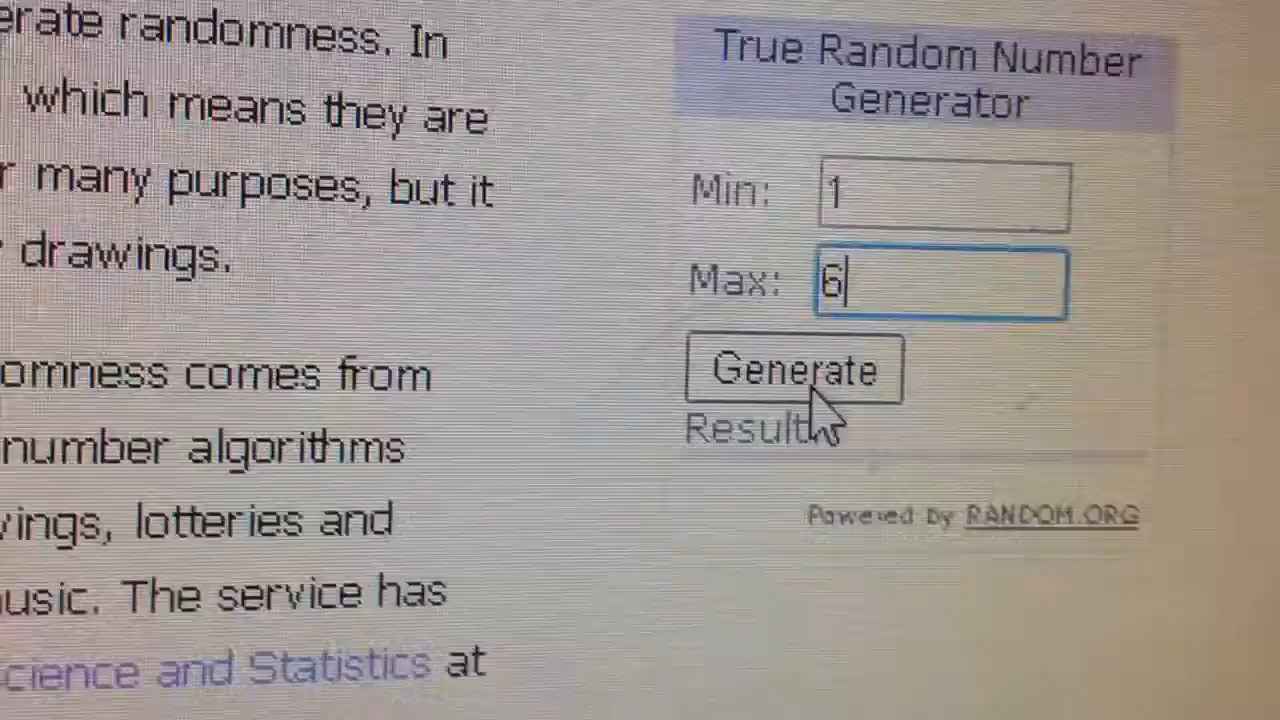 erate randomness. In
which means they are
r many purposes, but it
drawings.
omness comes from
number algorithms
ings, lotteries and
usic. The service has
cience and Statistics at
True Random Number
Generator
Min: 1
Max: 6
Generate
Result
Powered by RANDOM.ORG